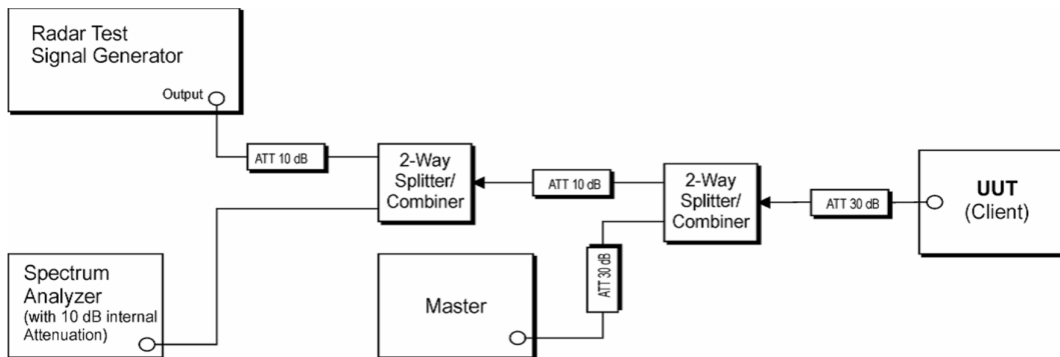 Radar Test
Signal Generator
Output
ATT 10 dB
2-Way
Splitter/
Combiner
ATT 10 dB
2-Way
Splitter/
Combiner
ATT 30 dB
UUT
(Client)
Spectrum
Analyzer
(with 10 dB internal
Attenuation)
Master
ATT 30 dB